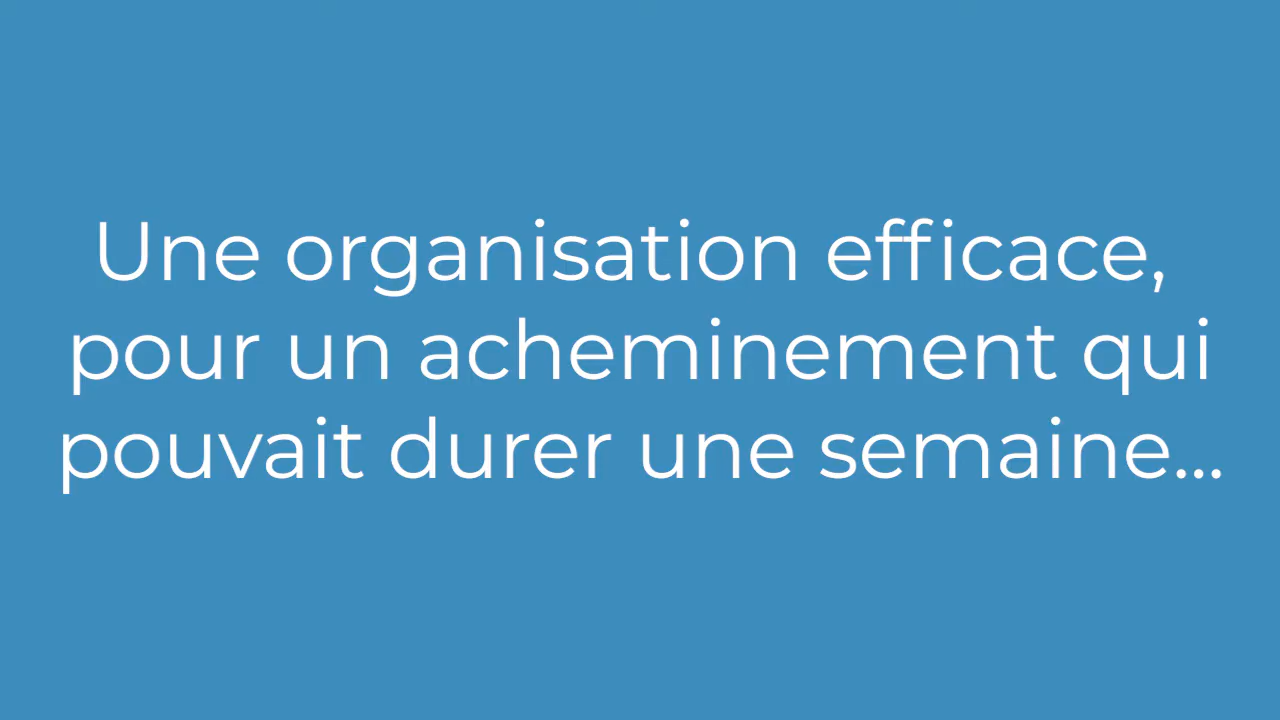 Une organisation efficace,
pour un acheminement qui
pouvait durer une semaine...